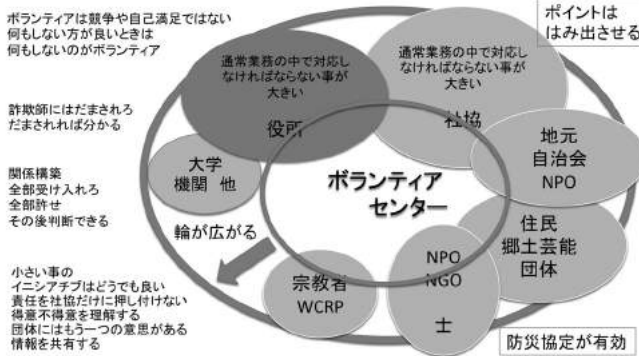 ボランティアは競争や自己満足ではない
何もしない方が良いときは
何もしないのがボランティア
ポイントは
はみ出させる
通常業務の中で対応し
なければならない事が
大きい
役所
通常業務の中で対応し
なければならない事が
大きい
社協
詐欺師にはだまされろ
だまされれば分かる
大学
機関 他
地元
自治会
NPO
関係構築
全部受け入れろ
全部許せ
その後判断できる
ボランティア
センター
住民
郷土芸能
団体
輪が広がる
NPO
NGO
士
宗教者
WCRP
小さい事の
イニシアチブはどうでも良い
責任を社協だけに押し付けない
得意不得意を理解する
団体にはもう一つの意思がある
情報を共有する
防災協定が有効